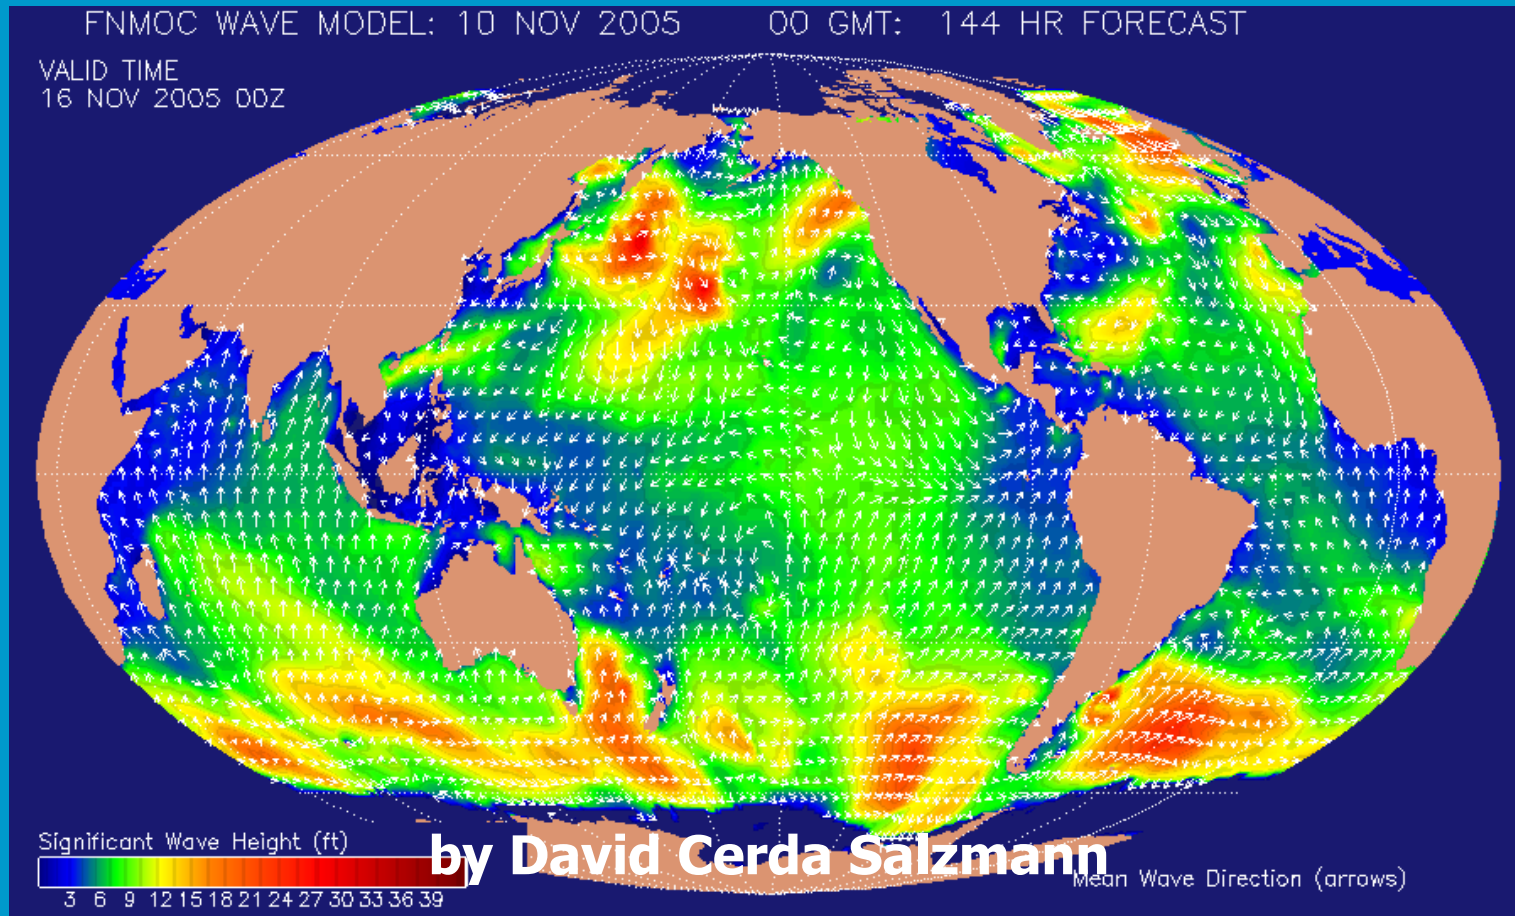 FNMOC WAVE MODEL: 10 NOV 2005 00 GMT: 144 HR FORECAST
VALID TIME
16 NOV 2005 00Z
Significant Wave Height (ft)
by David Cerda Salzmann
Mean Wave Direction (arrows)
3 6 9 12 15 18 21 24 27 30 33 36 39